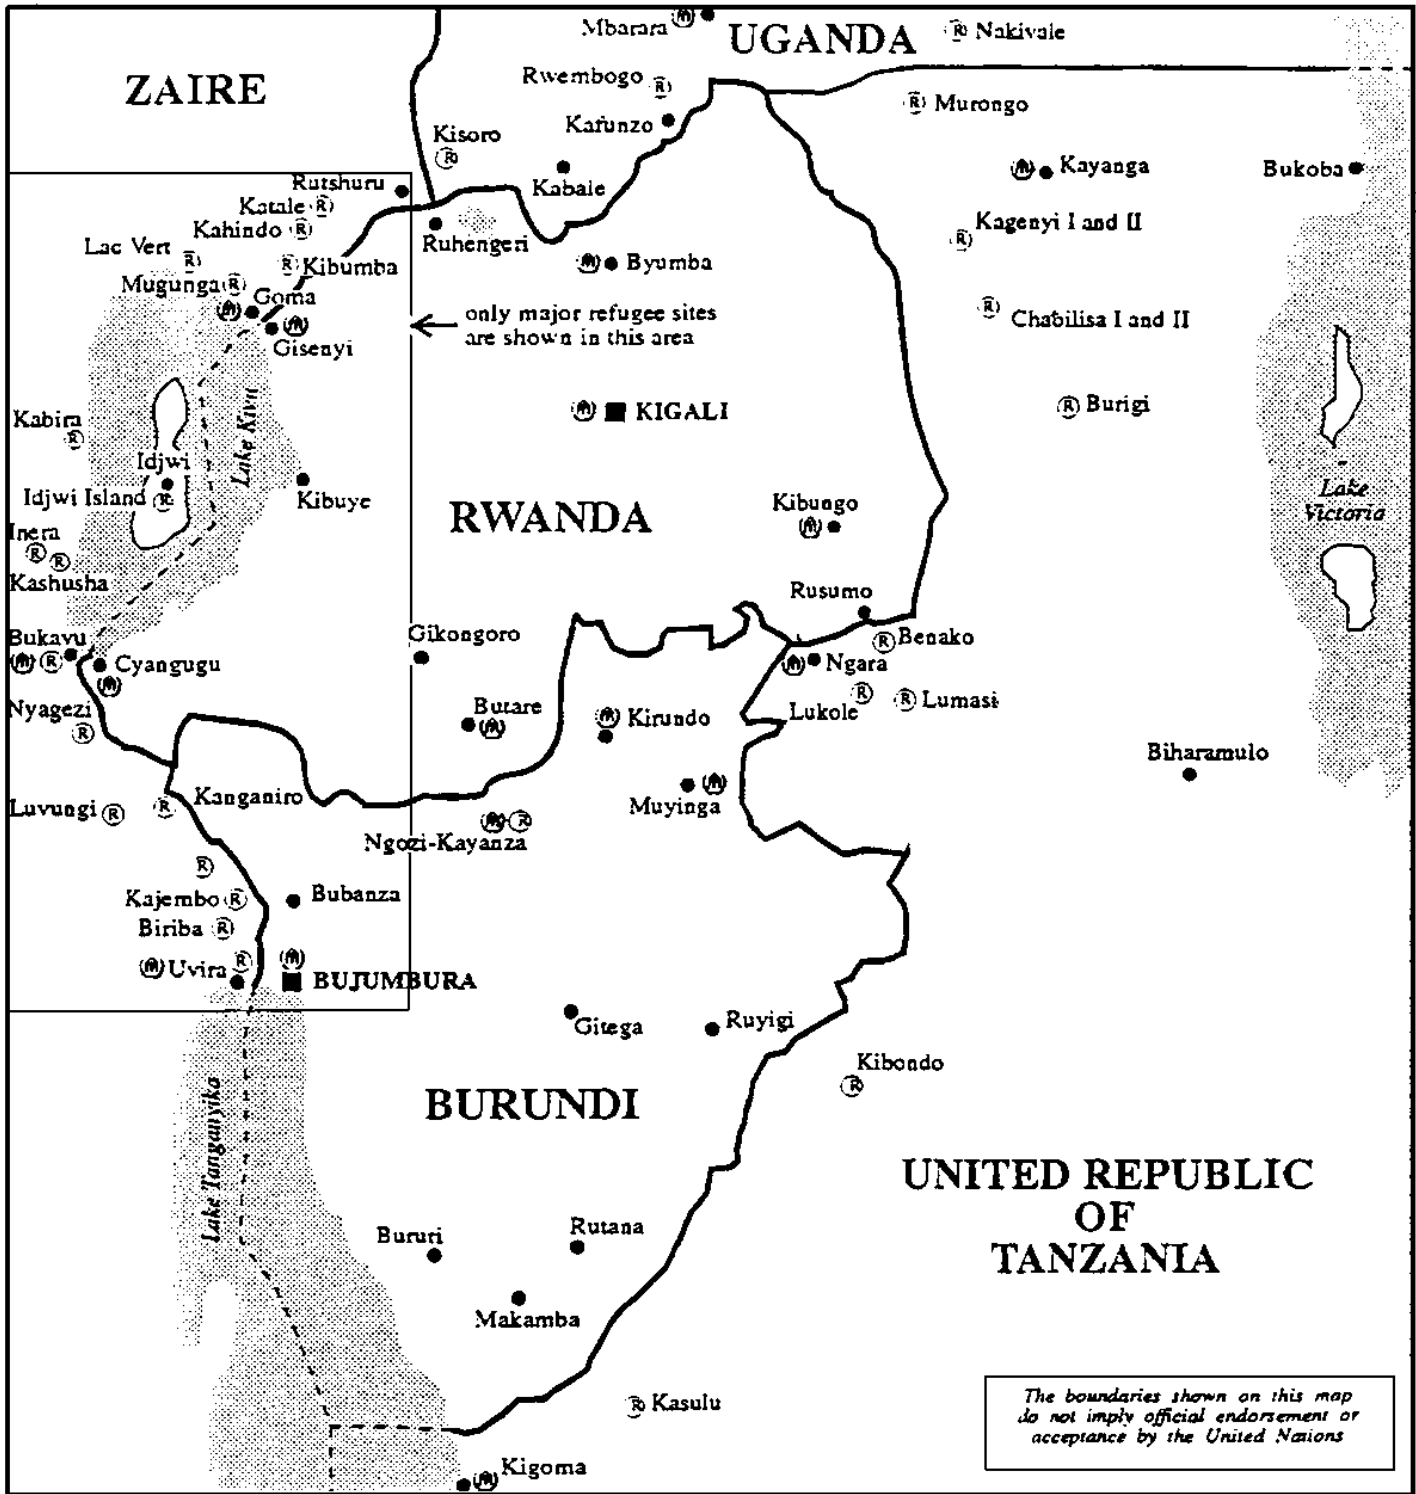 Mbarara
UGANDA
Nakivale
ZAIRE
Rwembogo
R
R
Murongo
Kafunzo
Kisoro
R
Kabale
Kayanga
Bukoba
Rutshuru
Katale R
Kahindo R
Ruhengeri
Kagenyi I and II
R
Lac Vert
R
R Kibumba
Byumba
Mugunga R
Goma
Gisenyi
only major refugee sites
are shown in this area
R
Chabilisa I and II
Kabira
R
Lake Kivu
KIGALI
R Burigi
Idjwi
Idjwi Island R
Kibuye
RWANDA
Kibungo
Lake
Victoria
Inera
R R
Kashusha
Rusumo
Bukavu
R
Cyangugu
Gikongoro
R Benako
Ngara
Nyagezi
R
Butare
Kirundo
Lukole R
R Lumasi
Biharamulo
Luvungi R
R Kanganiro
Muyinga
R
Ngozi-Kayanza
R
Kajembo R
Bubanza
Biriba R
Uvira R
BUJUMBURA
Gitega
Ruyigi
Kibondo
R
Lake Tanganyika
BURUNDI
UNITED REPUBLIC
OF
TANZANIA
Bururi
Rutana
Makamba
R Kasulu
Kigoma
The boundaries shown on this map
do not imply official endorsement or
acceptance by the United Nations